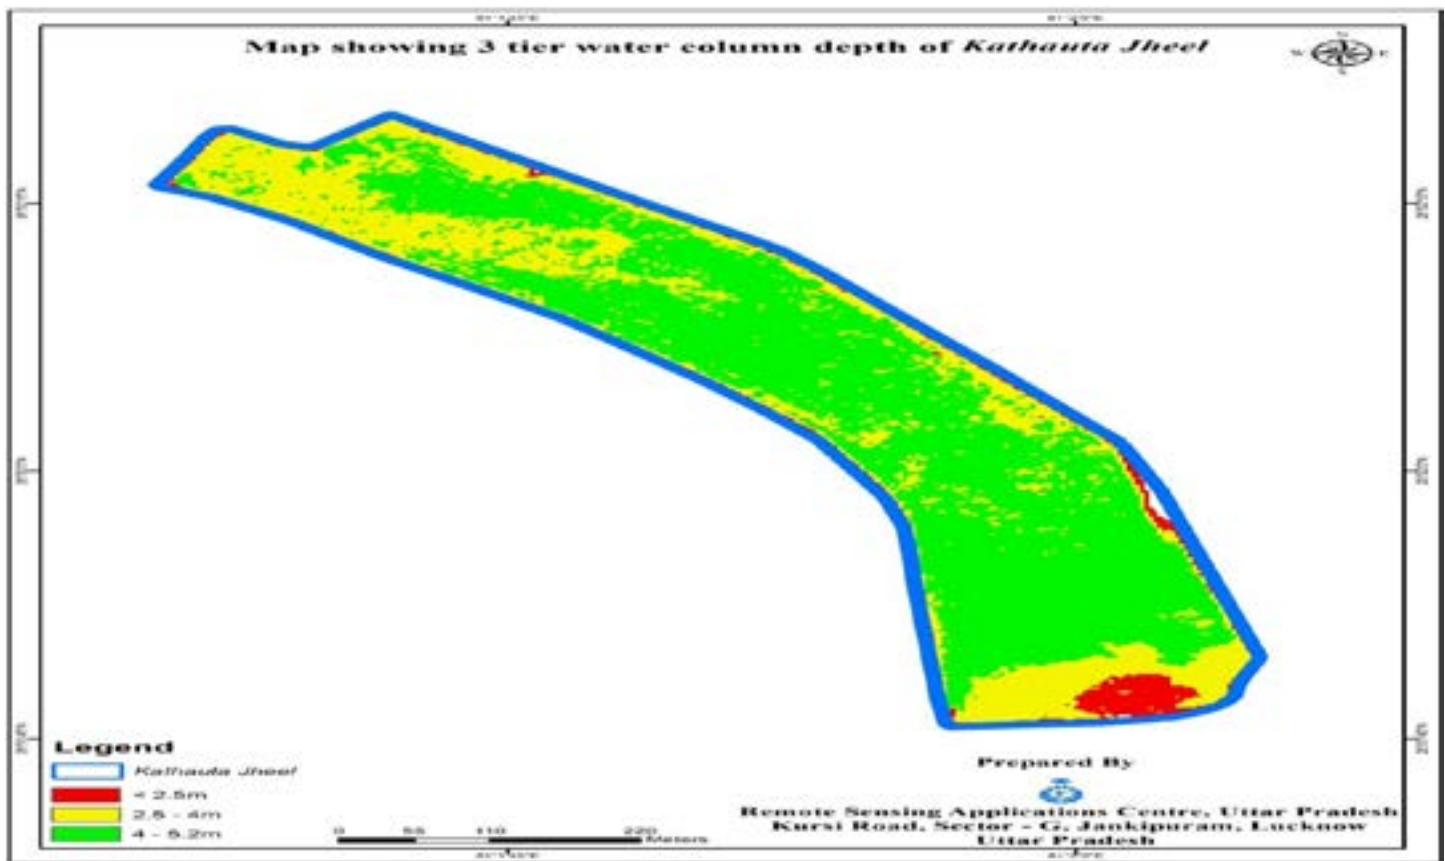 Map showing 3 tier water column depth of Kathauta Jheel
N
W E
S
Legend
Kathauta Jheel
< 2.5m
2.5 - 4m
4 - 5.2m
0 55 110 220
Meters
Prepared By
Remote Sensing Applications Centre, Uttar Pradesh
Kursi Road, Sector - G, Jankipuram, Lucknow
Uttar Pradesh